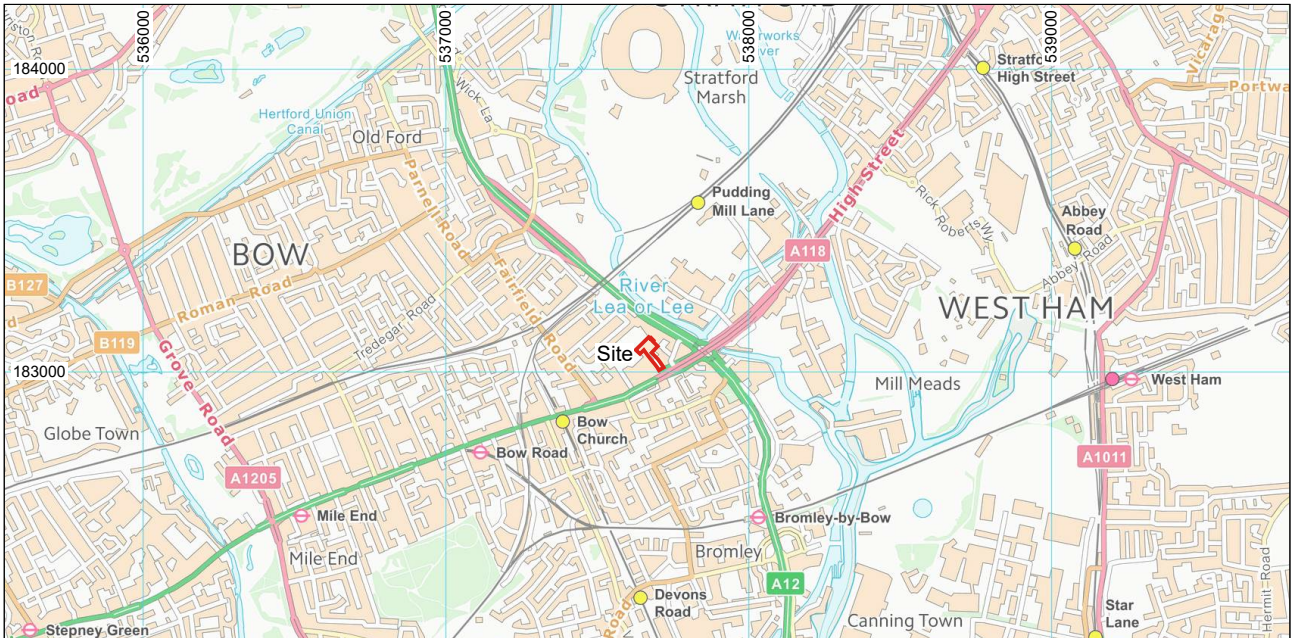 536000
537000
538000
539000
184000
183000
Stratford
Marsh
High Street
Hertford Union
Canal
Old Ford
Wick La
Parnell Road
BOW
Roman Road
Fairfield Road
Tredegar Road
B127
B119
Grove Road
Globe Town
A1205
Mile End
Mile End
Stepney Green
Bow Road
Bow
Church
Site
River
Lea or Lee
Pudding
Mill Lane
High Street
A118
Rick Roberts Wy
Abbey
Road
Abbey Road
WEST HAM
West Ham
Mill Meads
A1011
Bromley-by-Bow
Bromley
A12
Devons
Road
Road
Canning Town
Star
Lane
Hermit Road
Vicarage